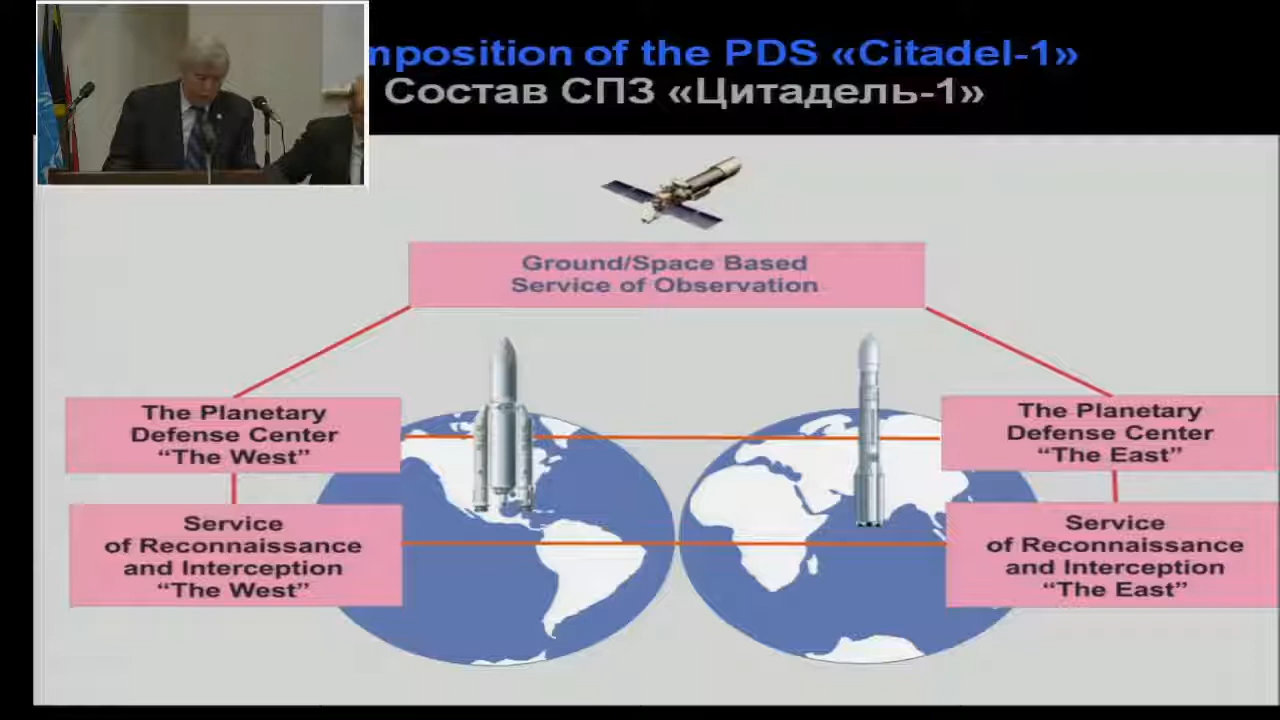 mposition of the PDS «Citadel-1»
Состав СПЗ «Цитадель-1»
Ground/Space Based
Service of Observation
The Planetary
Defense Center
“The West”
The Planetary
Defense Center
“The East”
Service
of Reconnaissance
and Interception
“The West”
Service
of Reconnaissance
and Interception
“The East”